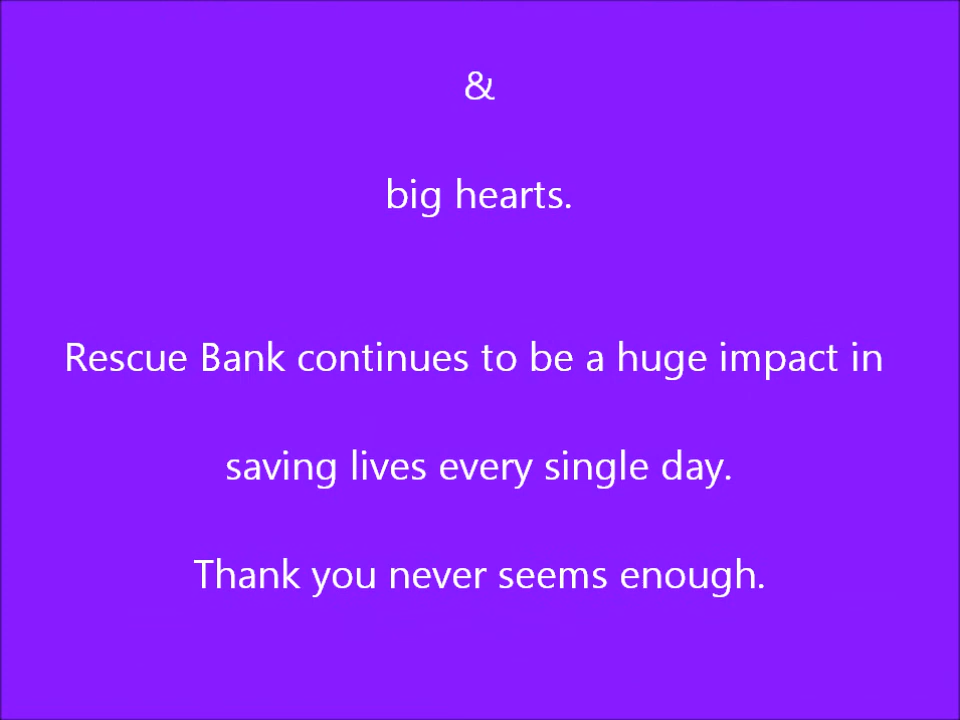 &
big hearts.
Rescue Bank continues to be a huge impact in
saving lives every single day.
Thank you never seems enough.